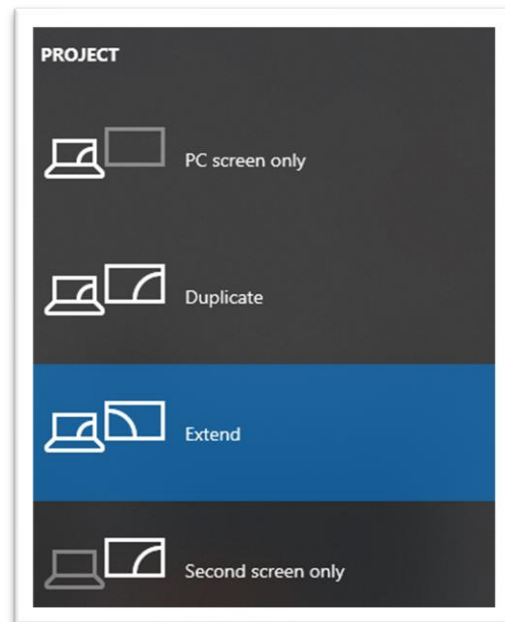 PROJECT
PC screen only
Duplicate
Extend
Second screen only